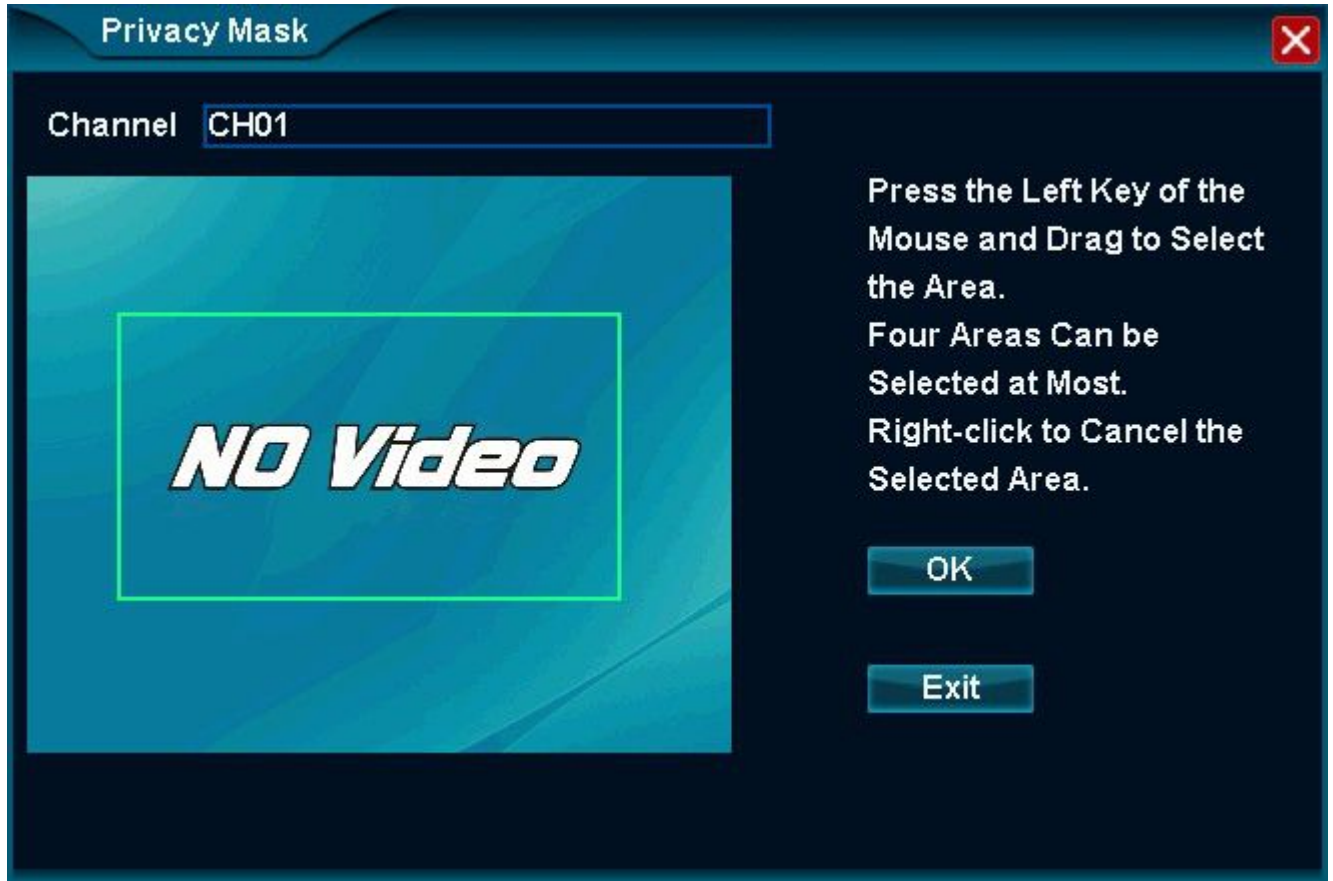 Privacy Mask
Channel CH01
Press the Left Key of the
Mouse and Drag to Select
the Area.
Four Areas Can be
Selected at Most.
Right-click to Cancel the
Selected Area.
NO Video
OK
Exit